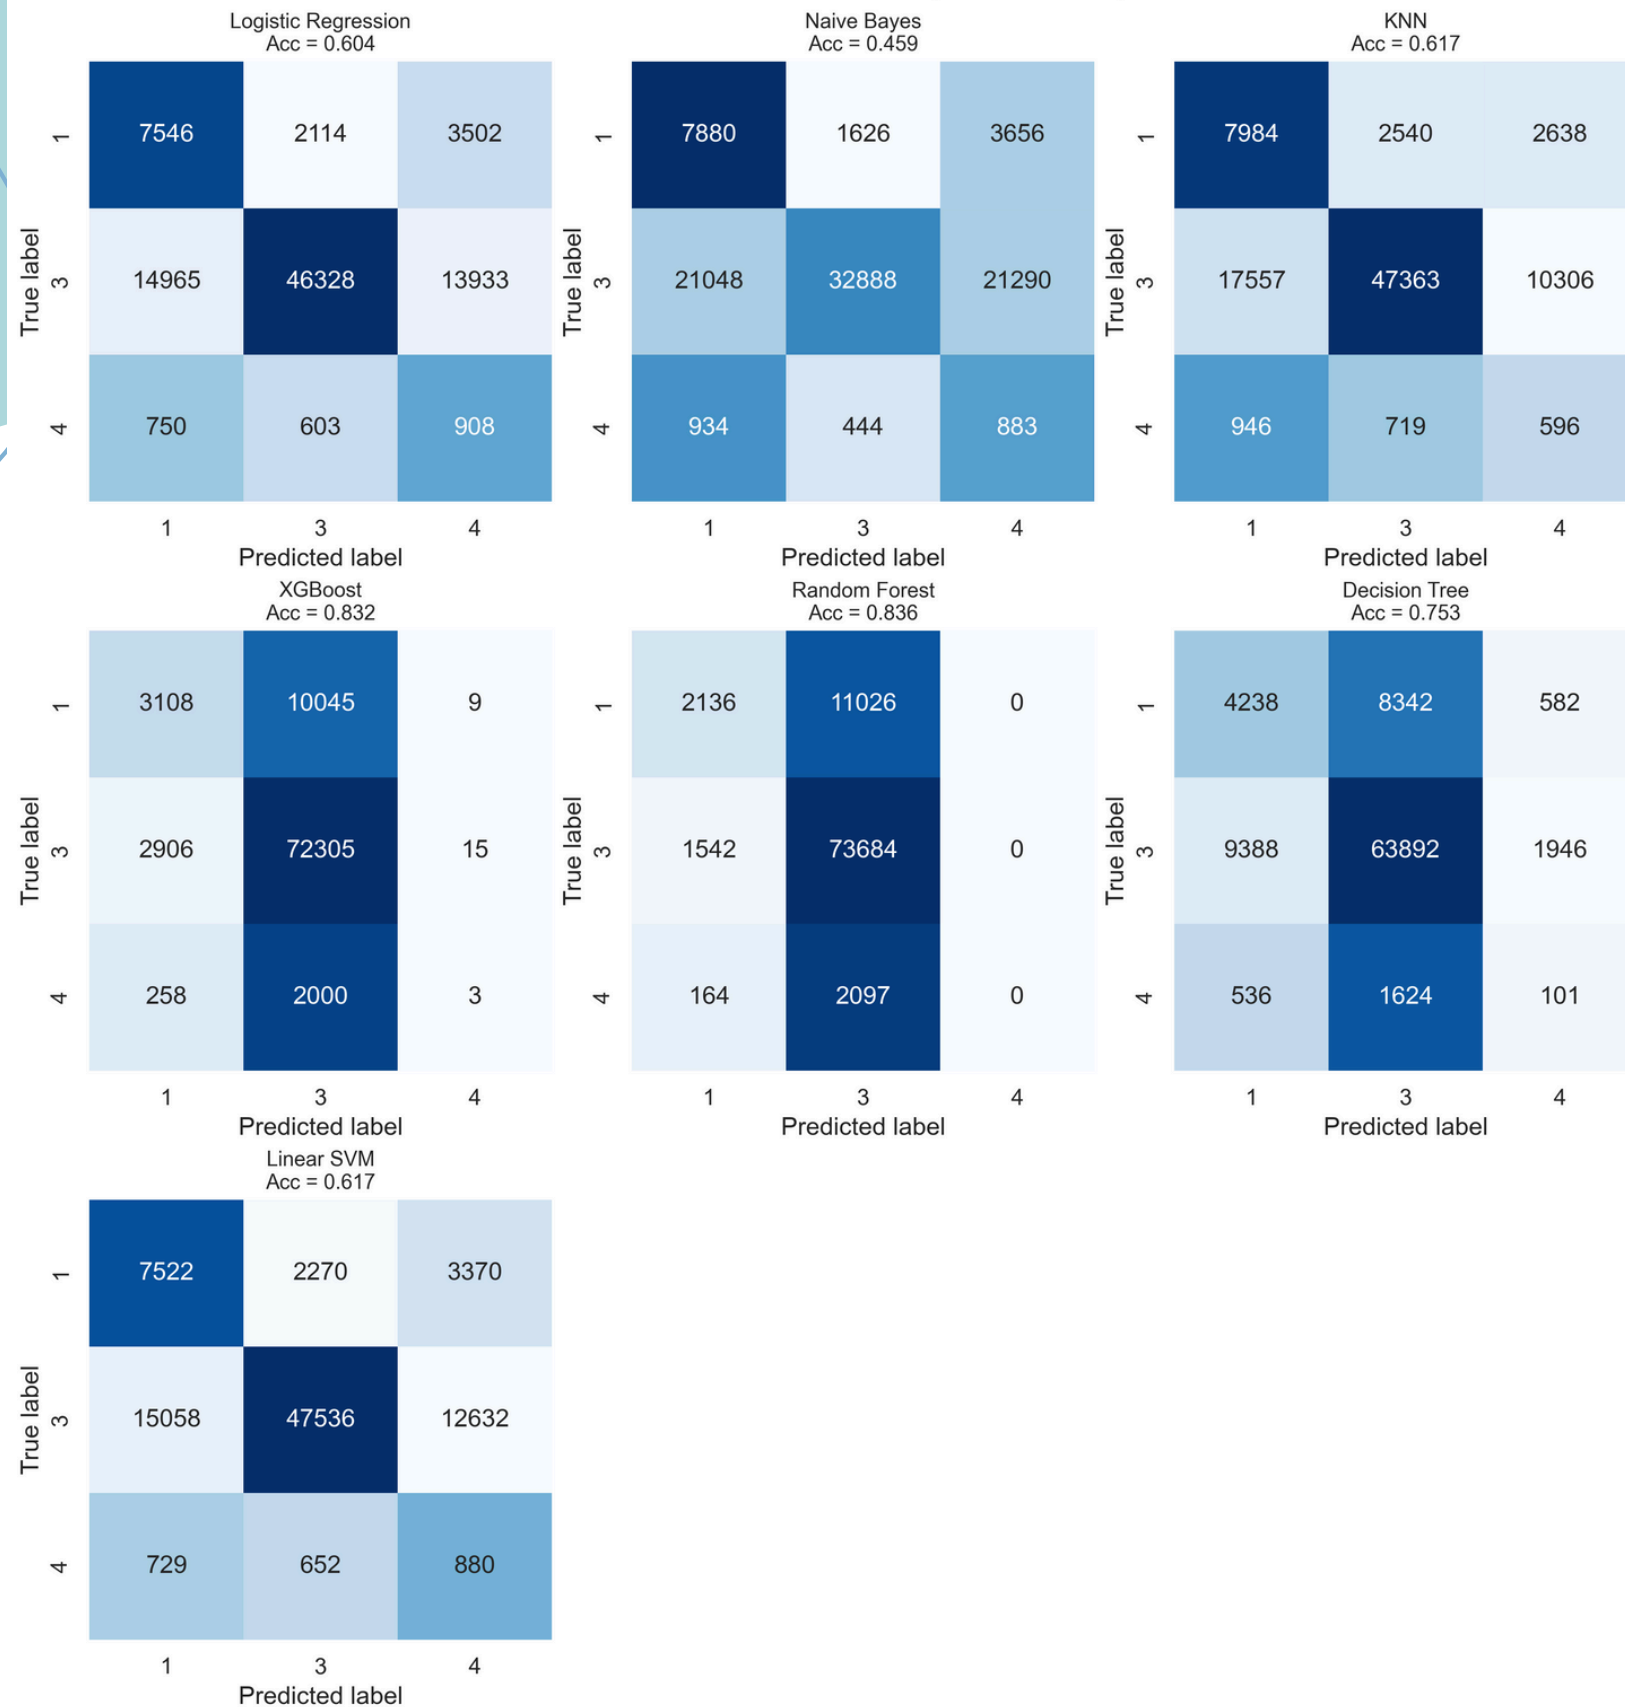 Logistic Regression
Acc = 0.604
7546 2114 3502
14965 46328 13933
750 603 908
1
3
4
True label
1 3 4
Predicted label
Naive Bayes
Acc = 0.459
7880 1626 3656
21048 32888 21290
934 444 883
1
3
4
True label
1 3 4
Predicted label
KNN
Acc = 0.617
7984 2540 2638
17557 47363 10306
946 719 596
1
3
4
True label
1 3 4
Predicted label
XGBoost
Acc = 0.832
3108 10045 9
2906 72305 15
258 2000 3
1
3
4
True label
1 3 4
Predicted label
Random Forest
Acc = 0.836
2136 11026 0
1542 73684 0
164 2097 0
1
3
4
True label
1 3 4
Predicted label
Decision Tree
Acc = 0.753
4238 8342 582
9388 63892 1946
536 1624 101
1
3
4
True label
1 3 4
Predicted label
Linear SVM
Acc = 0.617
7522 2270 3370
15058 47536 12632
729 652 880
1
3
4
True label
1 3 4
Predicted label